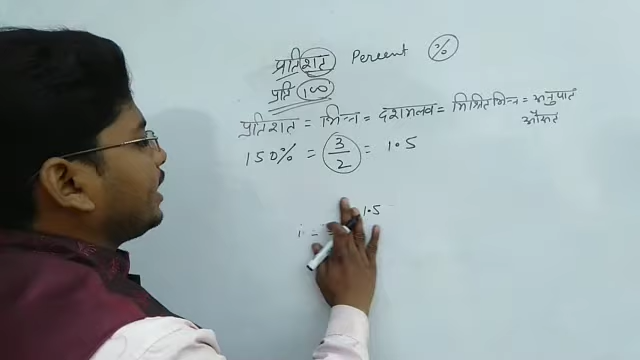 प्रतिशत Percent %
प्रति 100
प्रतिशत = भिन्न = दशमलव = मिश्रित भिन्न = अनुपात
औसत
150% = 3/2 = 1.5
1.5